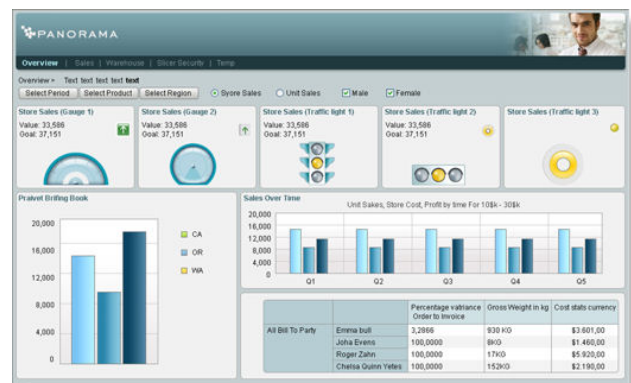 PANORAMA
Overview | Sales | Warehouse | Slicer Security | Temp
Overview » Text text text text text
Select Period Select Product Select Region Syore Sales Unit Sales Male Female
Store Sales (Gauge 1)
Value: 33,586
Goal: 37,151
Store Sales (Gauge 2)
Value: 33,586
Goal: 37,151
Store Sales (Traffic light 1)
Value: 33,586
Goal: 37,151
Store Sales (Traffic light 2)
Value: 33,586
Goal: 37,151
Store Sales (Traffic light 3)
Praivet Brifing Book
20,000
16,000
12,000
8,000
4,000
0
CA
OR
WA
Sales Over Time
Unit Sakes, Store Cost, Profit by time For 10$k - 30$k
20,000
16,000
12,000
8,000
4,000
0
Q1 Q2 Q3 Q4 Q5
Percentage vatriance Order to Invoice Gross Weight in kg Cost stats currency
All Bill To Party Emma bull 3,2866 930 KG $3.601,00
Joha Evens 100,0000 8KG $1.460,00
Roger Zahn 100,0000 17KG $5.920,00
Chelsa Quinn Yetes 100,0000 152KG $2.190,00